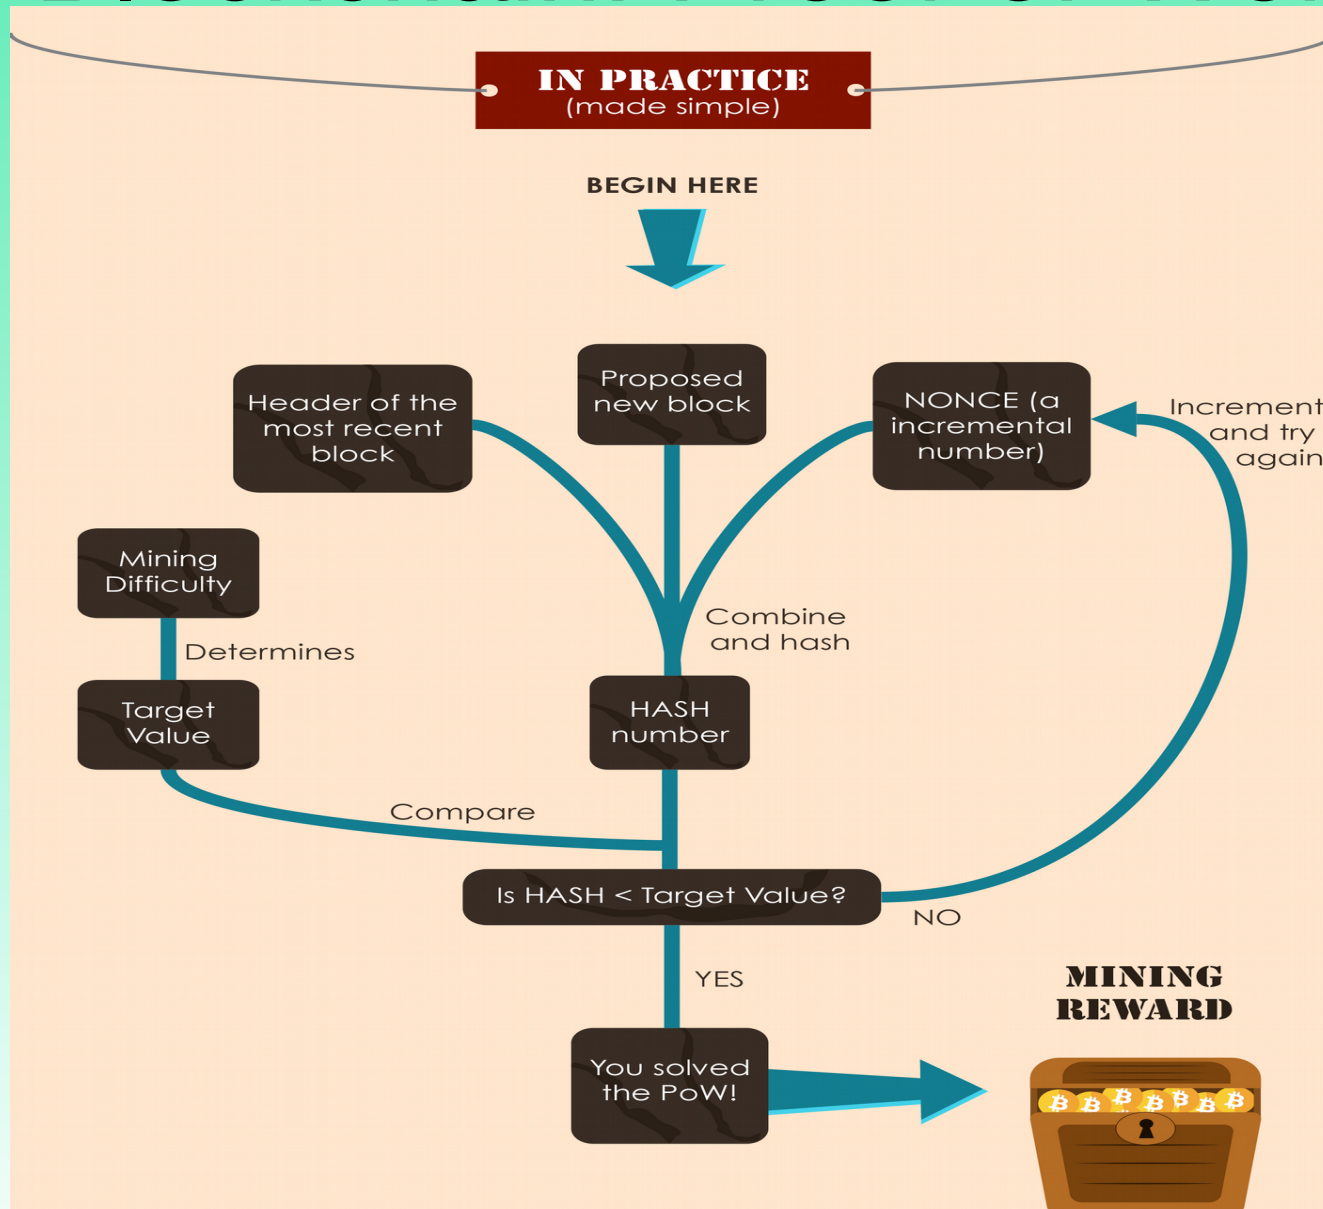 IN PRACTICE
(made simple)
BEGIN HERE
Header of the
most recent
block
Proposed
new block
NONCE (a
incremental
number)
Increment
and try
again
Mining
Difficulty
Determines
Target
Value
Combine
and hash
HASH
number
Compare
Is HASH < Target Value?
NO
YES
You solved
the PoW!
MINING
REWARD